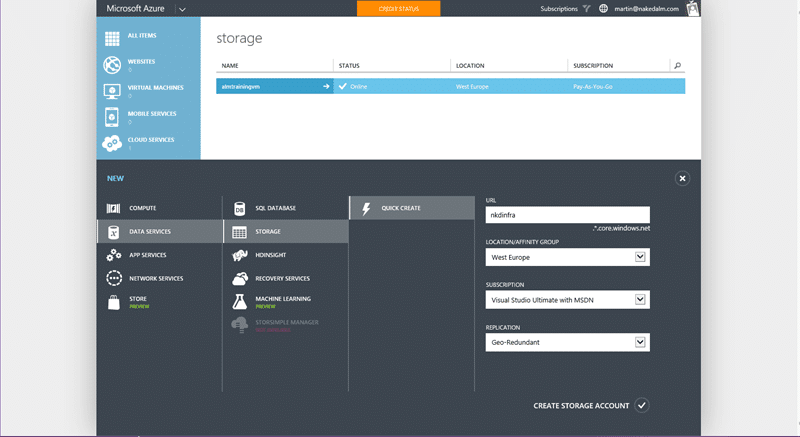 Microsoft Azure
CREDIT STATUS
Subscriptions
martin@nakedalm.com
ALL ITEMS
WEBSITES
0
VIRTUAL MACHINES
0
MOBILE SERVICES
0
CLOUD SERVICES
1
storage
NAME STATUS LOCATION SUBSCRIPTION
almtrainingvm Online West Europe Pay-As-You-Go
NEW
COMPUTE
DATA SERVICES
APP SERVICES
NETWORK SERVICES
STORE
PREVIEW
SQL DATABASE
STORAGE
HDINSIGHT
RECOVERY SERVICES
MACHINE LEARNING
PREVIEW
STORSIMPLE MANAGER
QUICK CREATE
URL
nkdinfra
.*.core.windows.net
LOCATION/AFFINITY GROUP
West Europe
SUBSCRIPTION
Visual Studio Ultimate with MSDN
REPLICATION
Geo-Redundant
CREATE STORAGE ACCOUNT